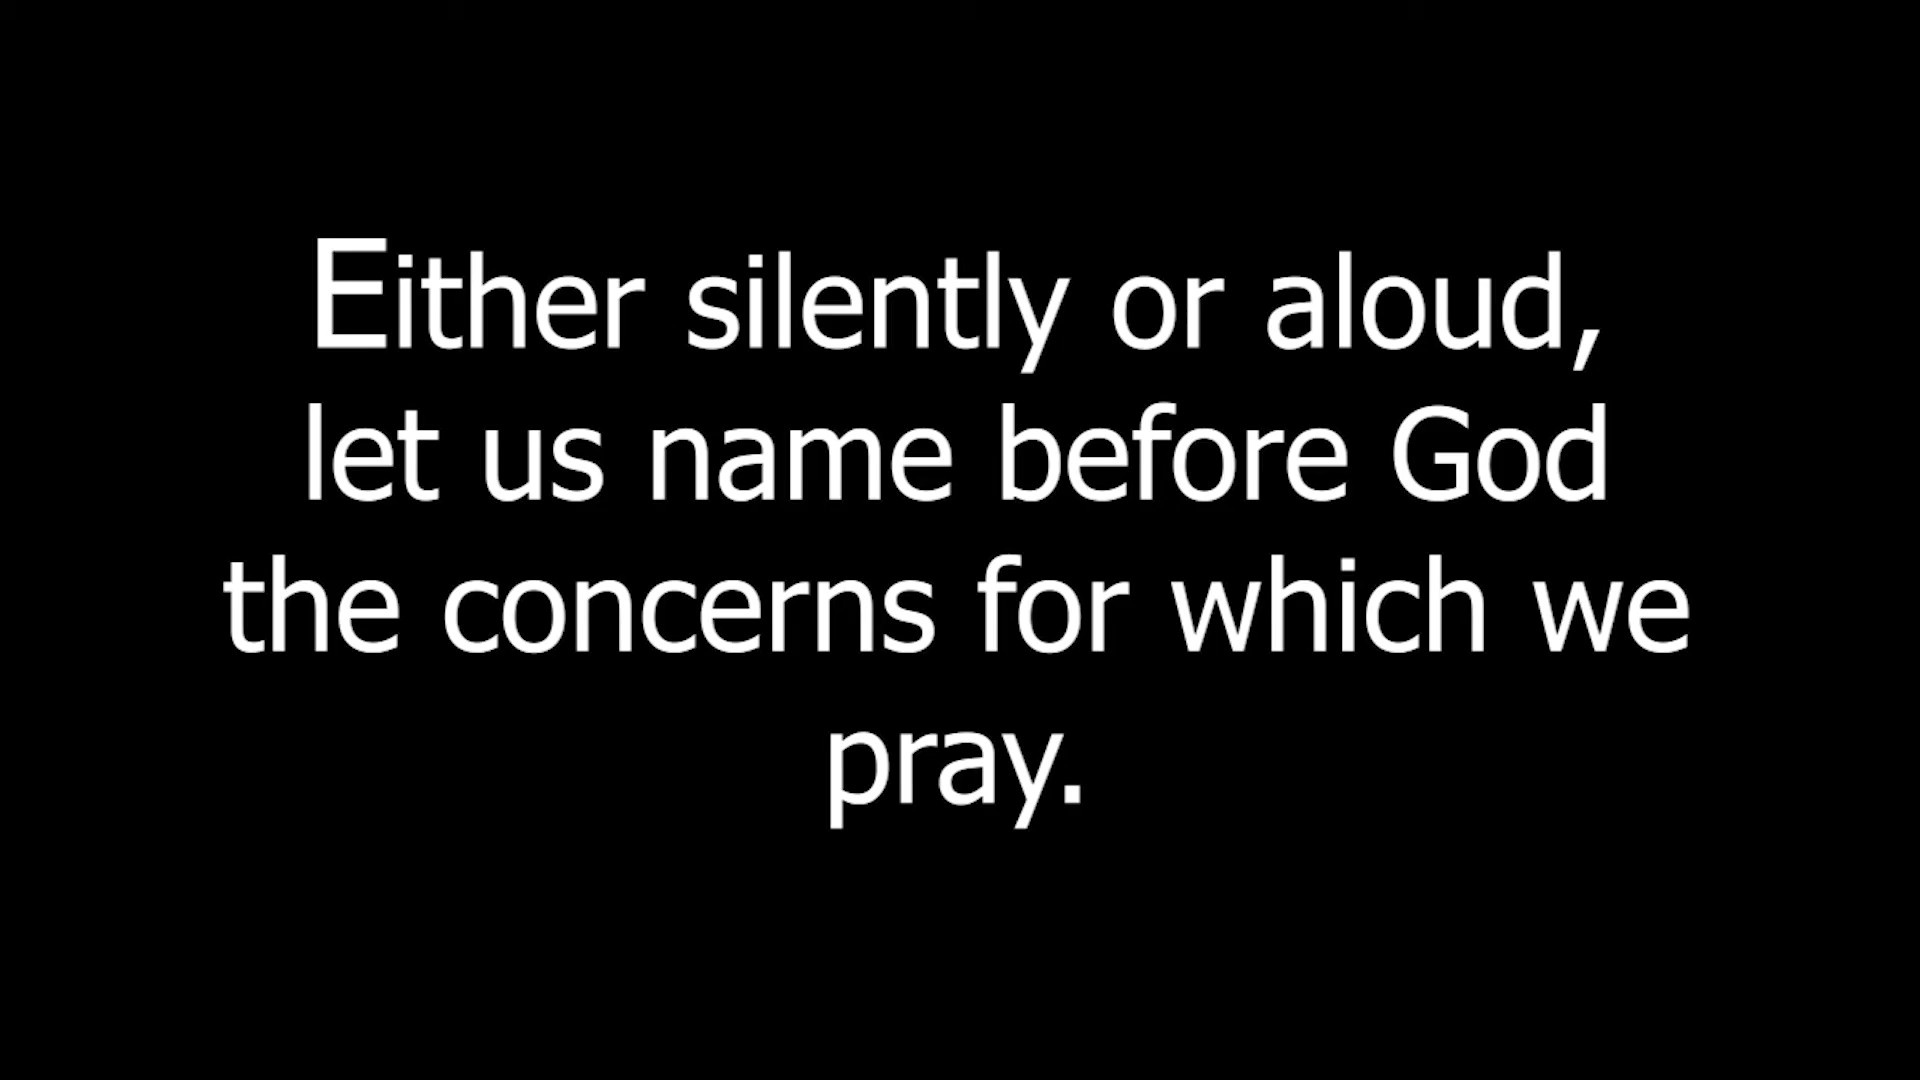 Either silently or aloud,
let us name before God
the concerns for which we
pray.